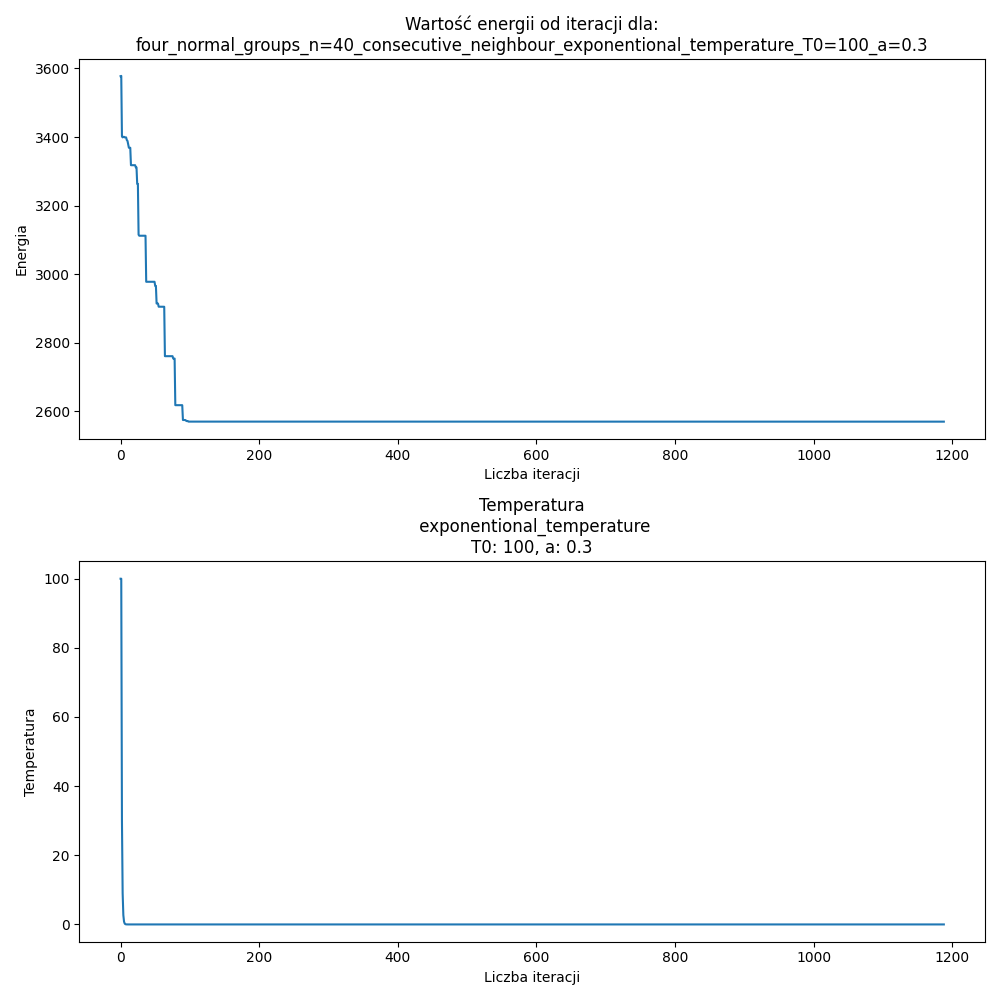 Wartość energii od iteracji dla:
four_normal_groups_n=40_consecutive_neighbour_exponentional_temperature_T0=100_a=0.3
3600
3400
3200
3000
2800
2600
Energia
0 200 400 600 800 1000 1200
Liczba iteracji
Temperatura
exponentional_temperature
T0: 100, a: 0.3
100
80
60
40
20
0
Temperatura
0 200 400 600 800 1000 1200
Liczba iteracji